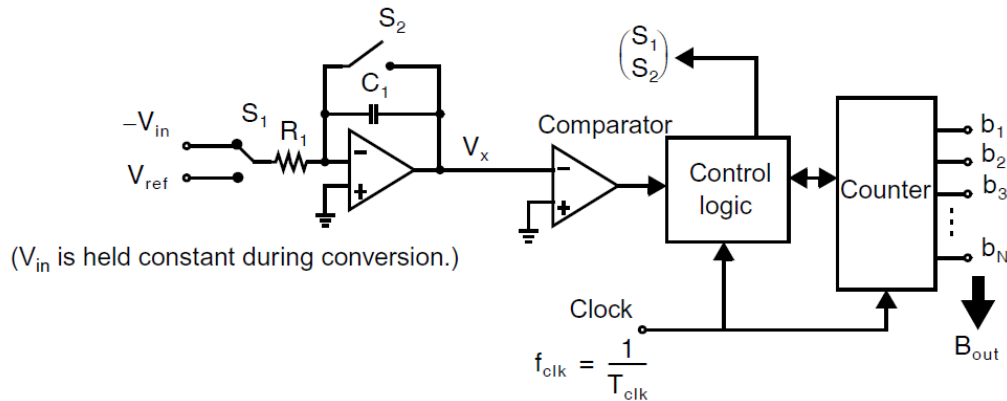 S2
C1
S1
R1
−Vin
Vref
−
+
Vx
Comparator
−
+
(S1
S2)
Control
logic
Counter
b1
b2
b3
bN
Bout
(Vin is held constant during conversion.)
Clock
fclk = 1
Tclk